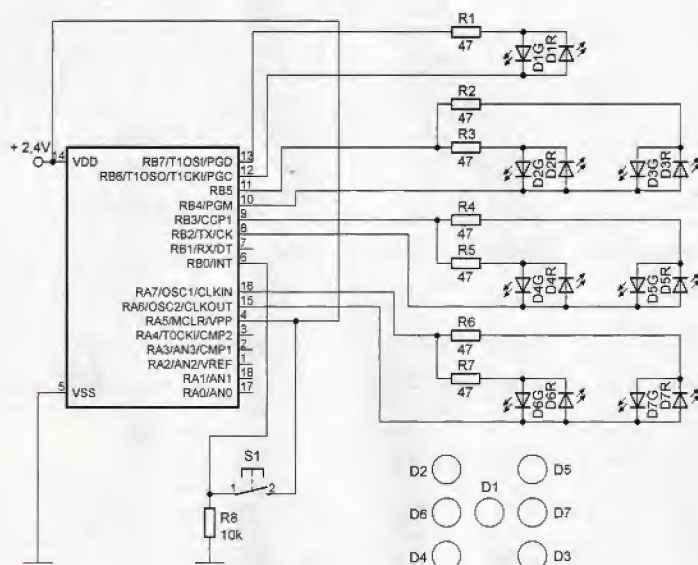 R1
47
D1G
D1R
R2
47
R3
47
D2G
D2R
D3G
D3R
R4
47
R5
47
D4G
D4R
D5G
D5R
R6
47
R7
47
D6G
D6R
D7G
D7R
+ 2,4V
14 VDD
RB7/T1OSI/PGD 13
RB6/T1OSO/T1CKI/PGC 12
RB5 11
RB4/PGM 10
RB3/CCP1 9
RB2/TX/CK 8
RB1/RX/DT 7
RB0/INT 6
RA7/OSC1/CLKIN 16
RA6/OSC2/CLKOUT 15
RA5/MCLR/VPP 4
RA4/T0CKI/CMP2 3
RA3/AN3/CMP1 2
RA2/AN2/VREF 1
RA1/AN1 18
5 VSS
RA0/AN0 17
S1
1 2
R8
10k
D2
D5
D1
D6
D7
D4
D3